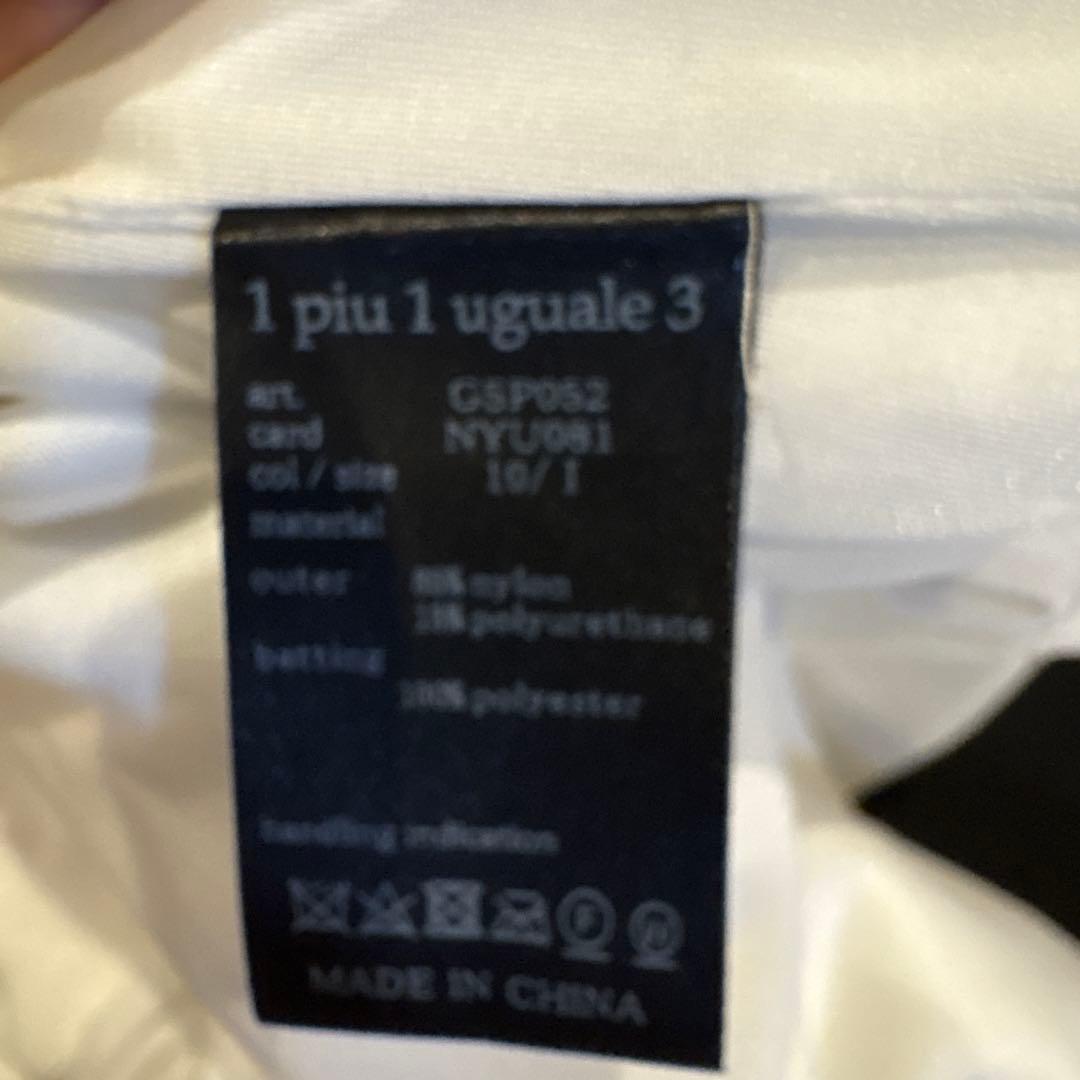 1 piu 1 uguale 3
art. GSP052
card NYU081
col / size 10/ I
material
outer nylon
polyurethane
batting
100% polyester
handling indication
MADE IN CHINA